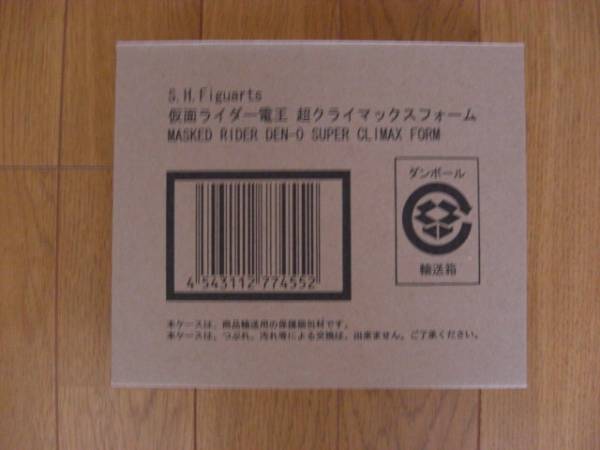 S.H.Figuarts
仮面ライダー電王 超クライマックスフォーム
MASKED RIDER DEN-O SUPER CLIMAX FORM
ダンボール
輸送箱
4 543112 774552
本ケースは、商品輸送用の保護梱包材です。
本ケースは、つぶれ、汚れ等による交換は、出来ません。ご了承ください。